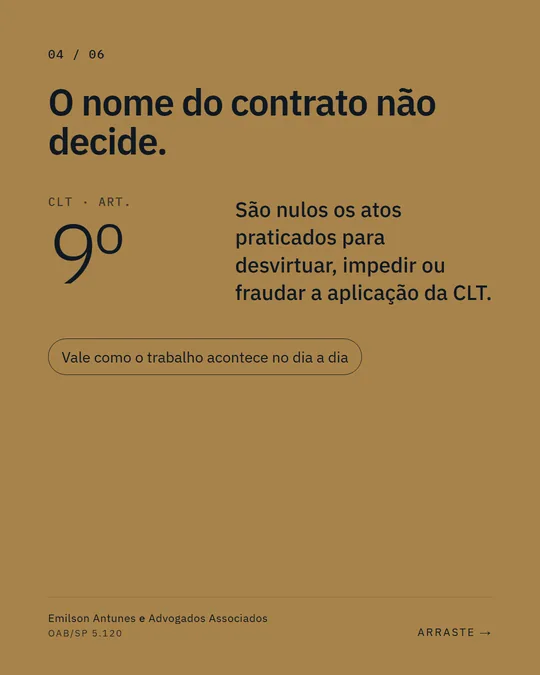 04 / 06
O nome do contrato não
decide.
CLT · ART.
9º
São nulos os atos
praticados para
desvirtuar, impedir ou
fraudar a aplicação da CLT.
Vale como o trabalho acontece no dia a dia
Emilson Antunes e Advogados Associados
OAB/SP 5.120
ARRASTE →